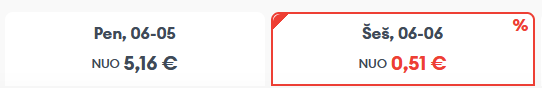 Pen, 06-05
NUO 5,16 €
Šeš, 06-06
%
NUO 0,51 €